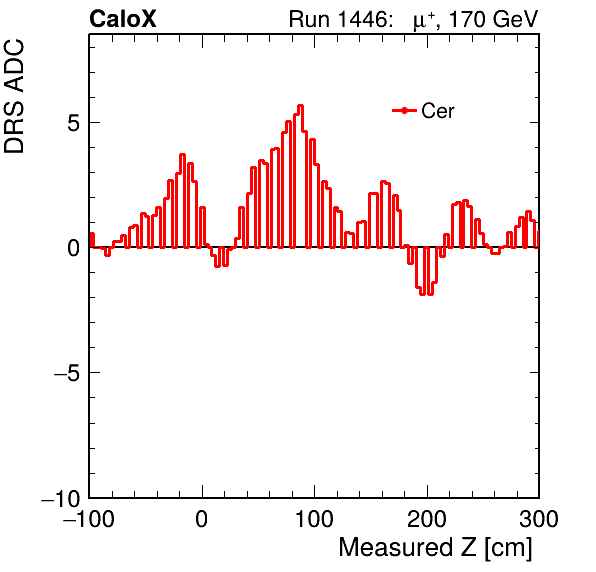 CaloX Run 1446: μ⁺, 170 GeV
DRS ADC
Cer
5
0
−5
−10
−100 0 100 200 300
Measured Z [cm]